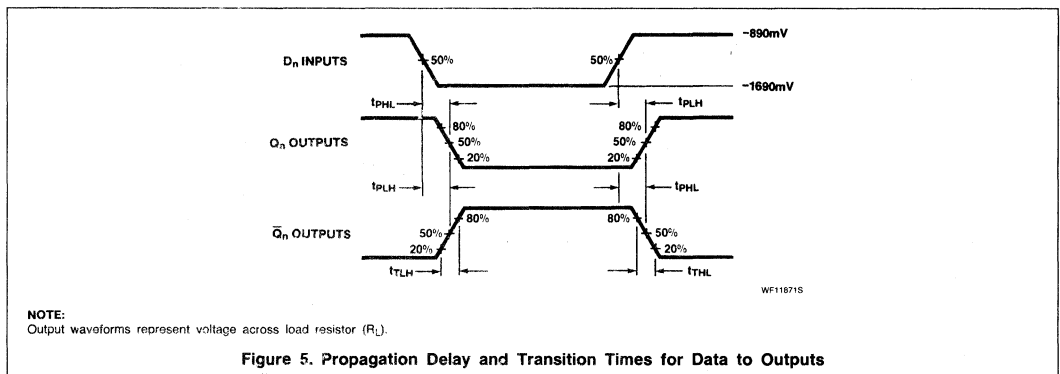 -890mV
Dn INPUTS
50%
50%
-1690mV
tPHL
tPLH
80%
80%
Qn OUTPUTS
50%
50%
20%
20%
tPLH
tPHL
80%
80%
Q̅n OUTPUTS
50%
50%
20%
20%
tTLH
tTHL
WF11871S
NOTE:
Output waveforms represent voltage across load resistor (RL).
Figure 5. Propagation Delay and Transition Times for Data to Outputs